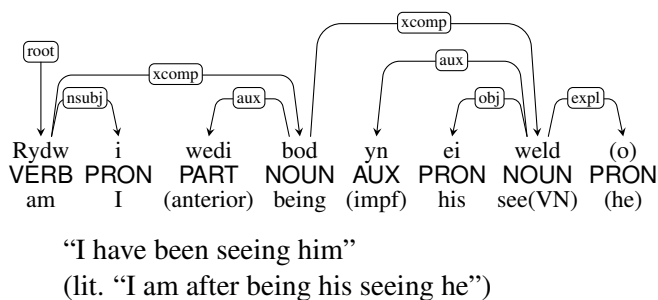 xcomp
root xcomp aux
nsubj aux obj expl
Rydw i wedi bod yn ei weld (o)
VERB PRON PART NOUN AUX PRON NOUN PRON
am I (anterior) being (impf) his see(VN) (he)
“I have been seeing him”
(lit. “I am after being his seeing he”)